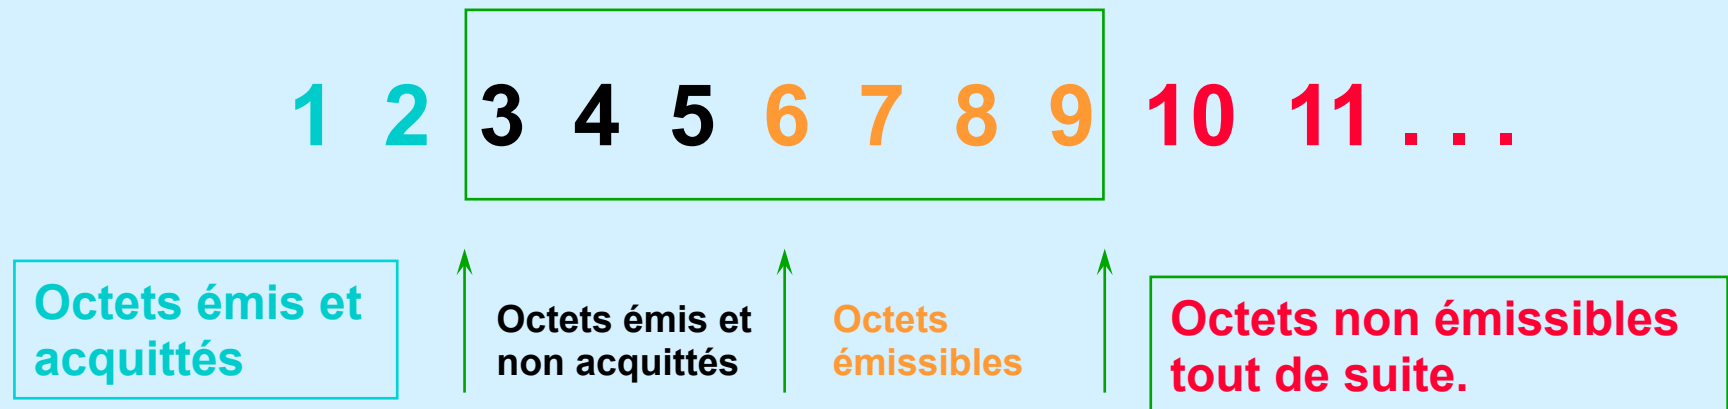 1 2 3 4 5 6 7 8 9 10 11 . . .
Octets émis et
acquittés
Octets émis et
non acquittés
Octets
émissibles
Octets non émissibles
tout de suite.